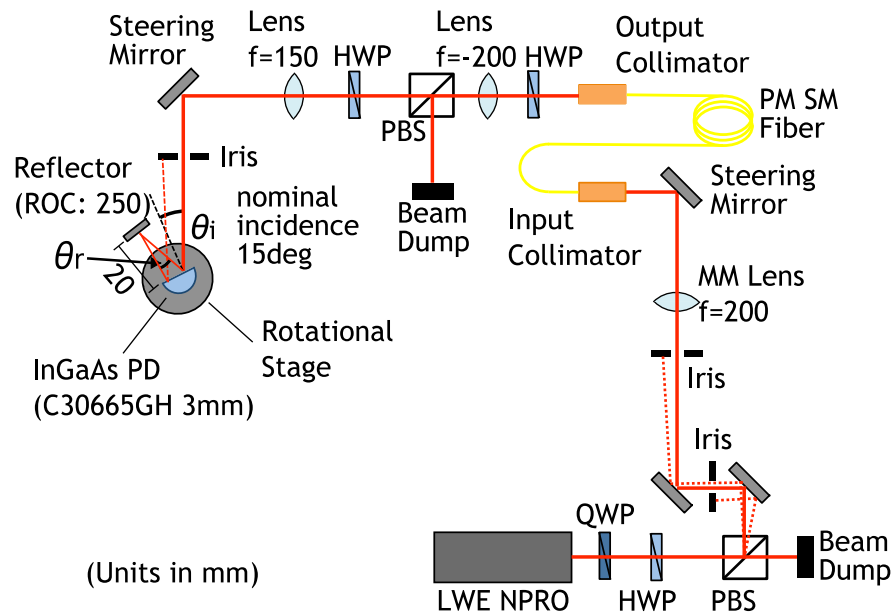 Steering
Mirror
Lens
f=150
HWP
Lens
f=-200
HWP
Output
Collimator
PBS
PM SM
Fiber
Iris
Reflector
(ROC: 250)
θi
nominal
incidence
15deg
Beam
Dump
Input
Collimator
Steering
Mirror
θr
20
MM Lens
f=200
Rotational
Stage
InGaAs PD
(C30665GH 3mm)
Iris
Iris
QWP
(Units in mm)
LWE NPRO
HWP
PBS
Beam
Dump